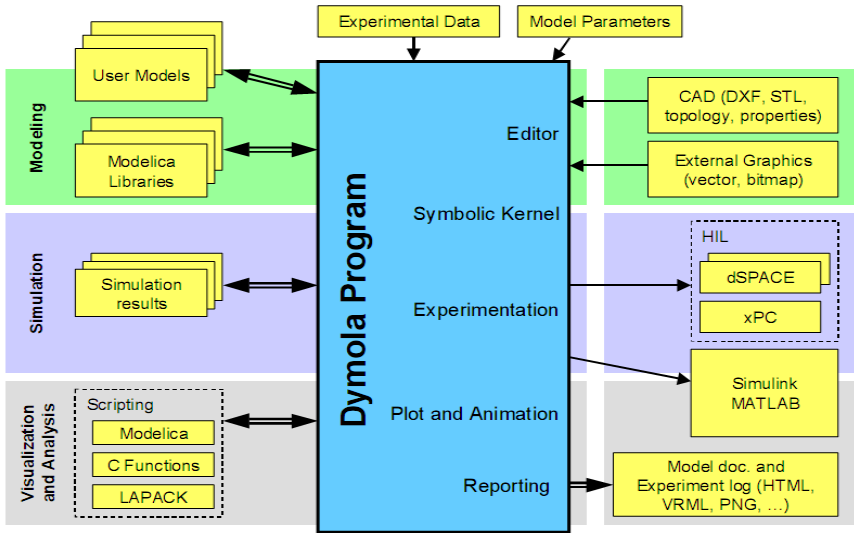 Experimental Data
Model Parameters
User Models
Modelica
Libraries
Modeling
CAD (DXF, STL,
topology, properties)
External Graphics
(vector, bitmap)
Editor
Symbolic Kernel
Dymola Program
Simulation
Simulation
results
Experimentation
HIL
dSPACE
xPC
Simulink
MATLAB
Visualization
and Analysis
Scripting
Modelica
C Functions
LAPACK
Plot and Animation
Reporting
Model doc. and
Experiment log (HTML,
VRML, PNG, ...)